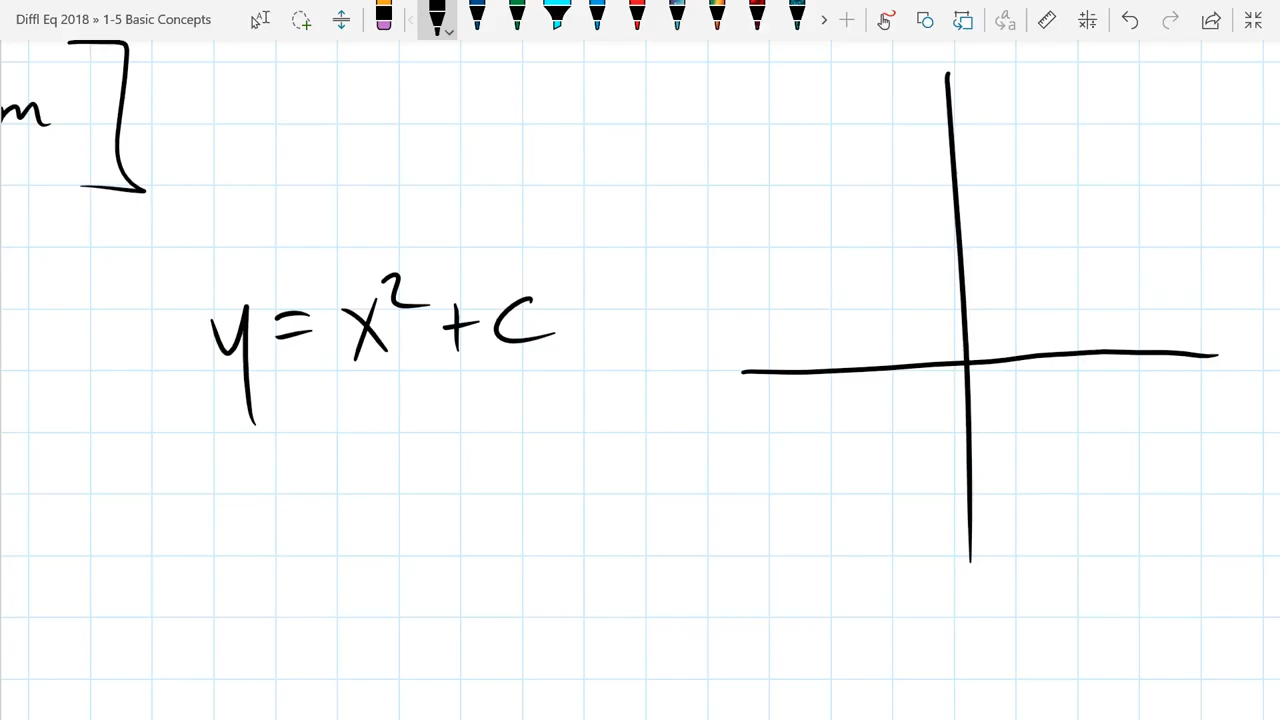 Diffl Eq 2018 » 1-5 Basic Concepts
m ]
y = x² + c